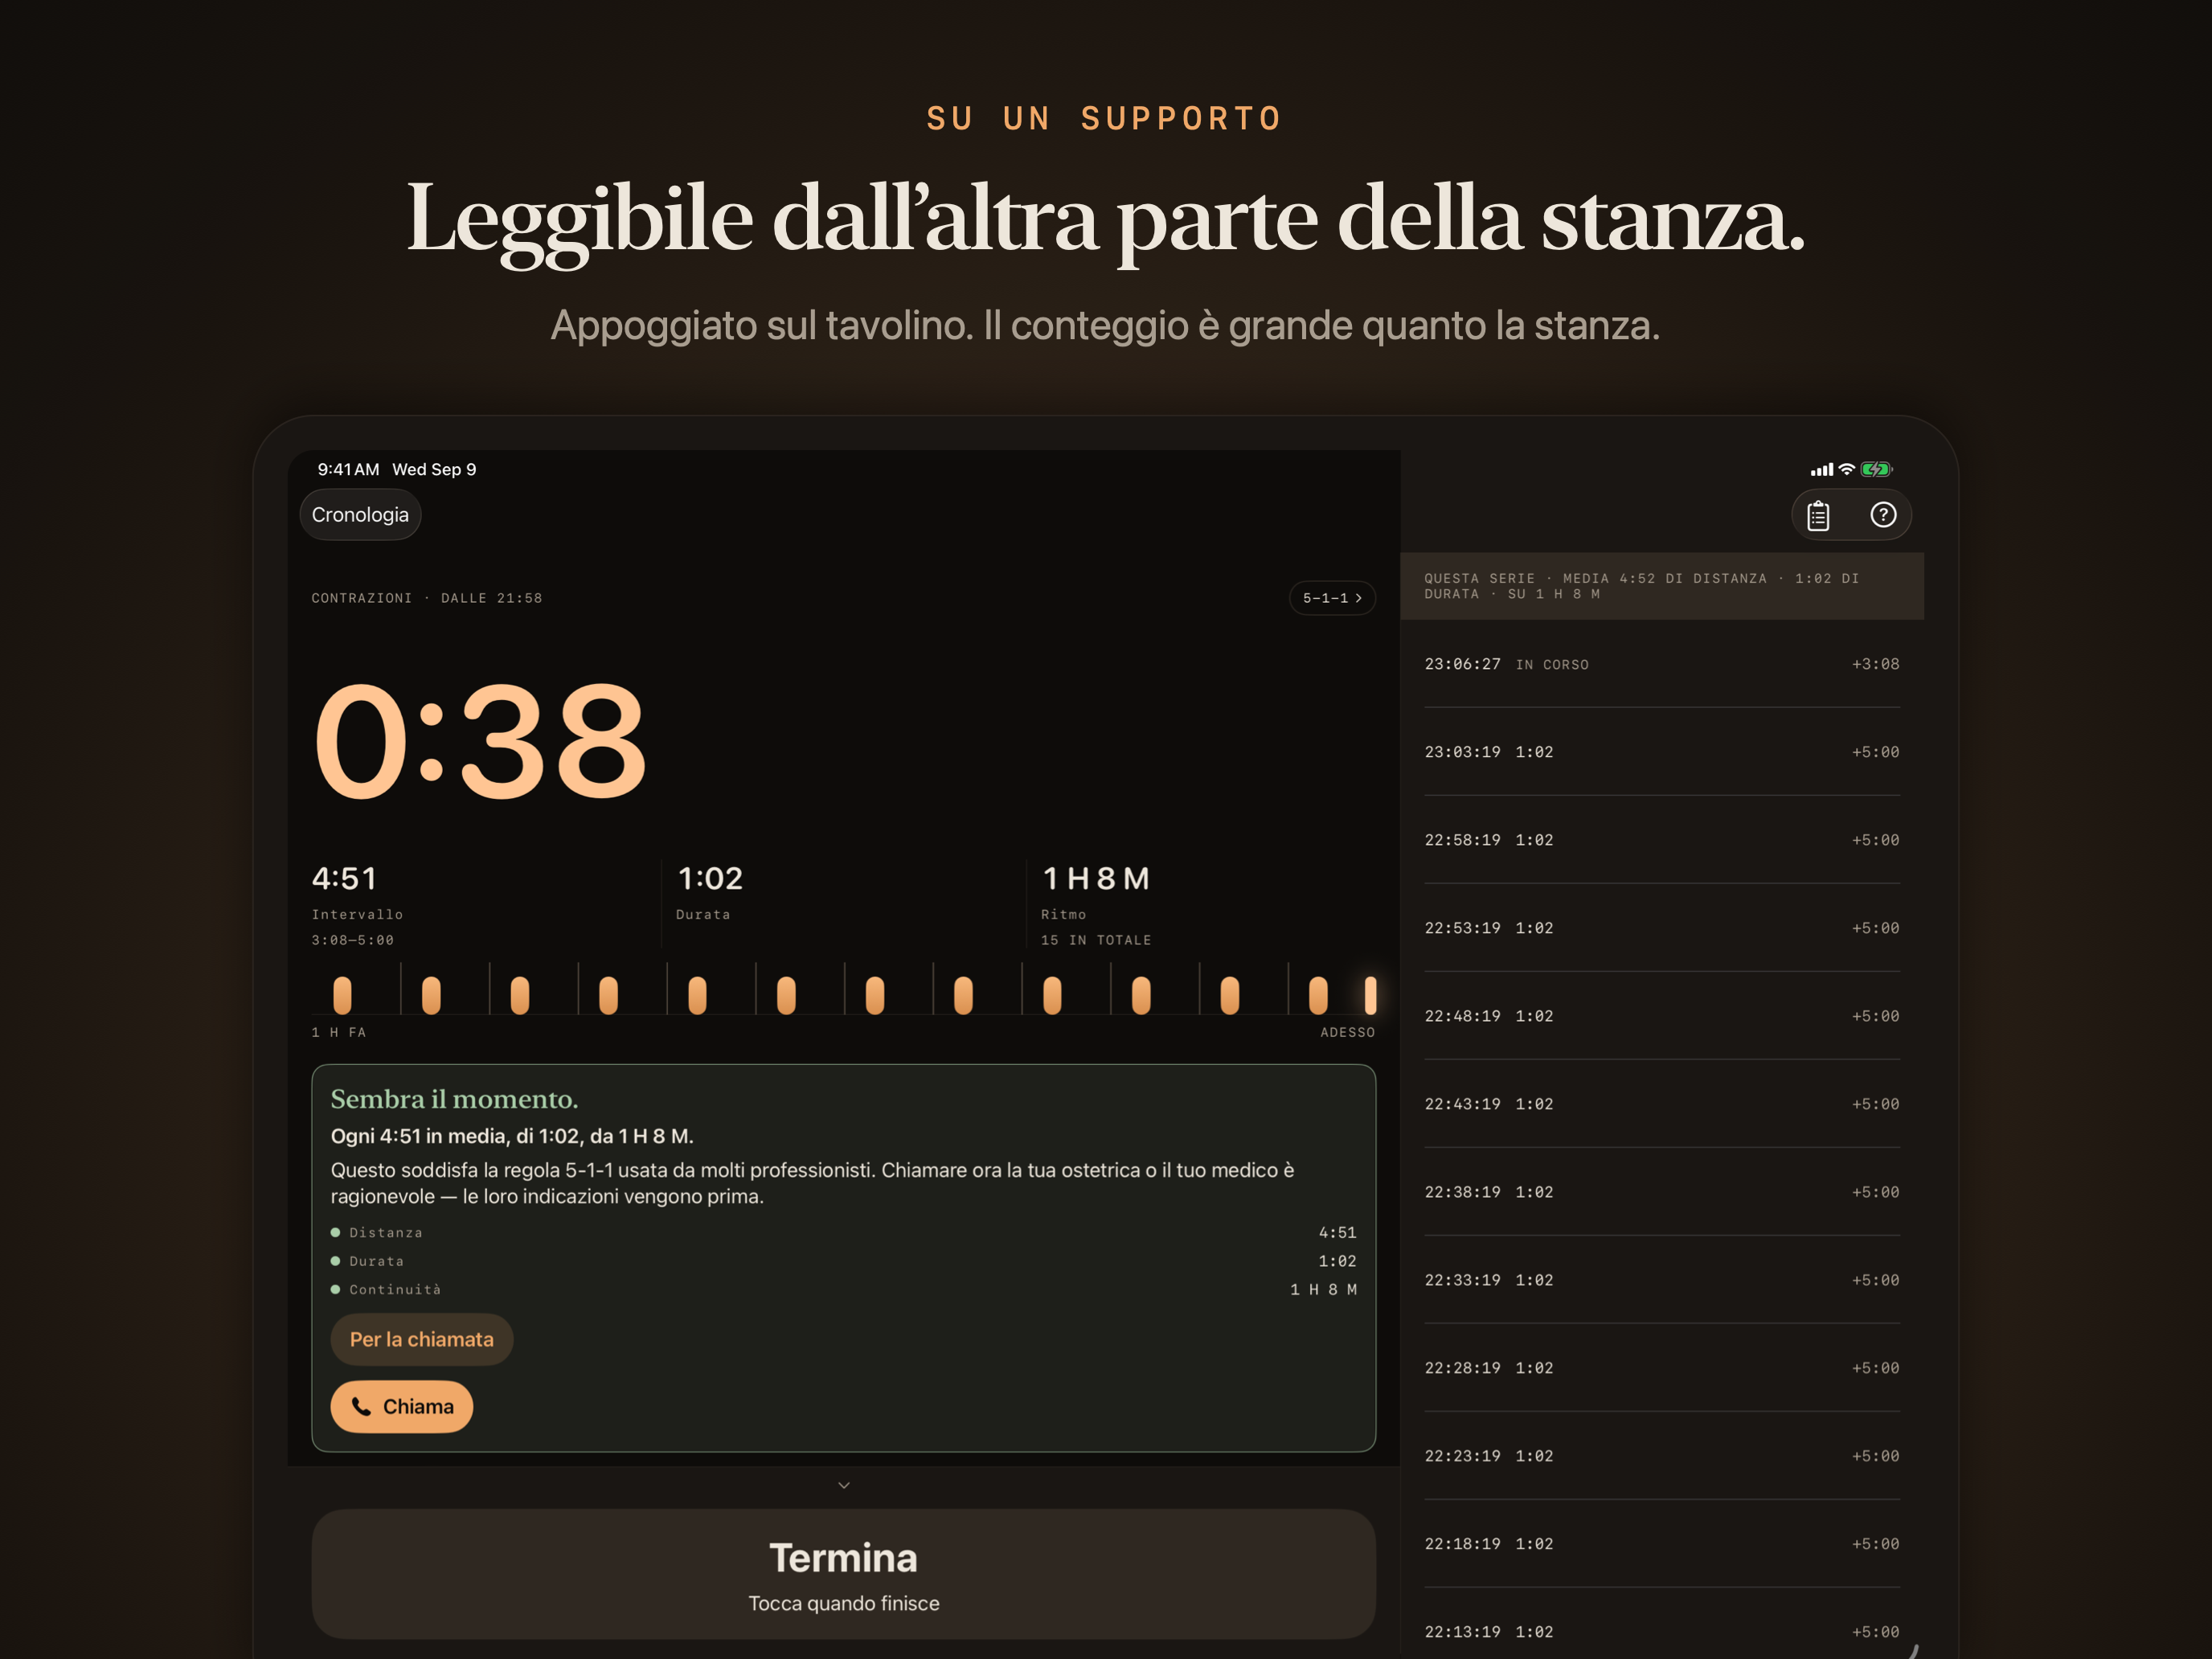 SU UN SUPPORTO
Leggibile dall’altra parte della stanza.
Appoggiato sul tavolino. Il conteggio è grande quanto la stanza.
9:41 AM Wed Sep 9
Cronologia
CONTRAZIONI · DALLE 21:58
5-1-1 >
0:38
4:51
Intervallo
3:08–5:00
1:02
Durata
1 H 8 M
Ritmo
15 IN TOTALE
1 H FA
ADESSO
Sembra il momento.
Ogni 4:51 in media, di 1:02, da 1 H 8 M.
Questo soddisfa la regola 5-1-1 usata da molti professionisti. Chiamare ora la tua ostetrica o il tuo medico è
ragionevole — le loro indicazioni vengono prima.
Distanza 4:51
Durata 1:02
Continuità 1 H 8 M
Per la chiamata
Chiama
Termina
Tocca quando finisce
?
QUESTA SERIE · MEDIA 4:52 DI DISTANZA · 1:02 DI
DURATA · SU 1 H 8 M
23:06:27 IN CORSO +3:08
23:03:19 1:02 +5:00
22:58:19 1:02 +5:00
22:53:19 1:02 +5:00
22:48:19 1:02 +5:00
22:43:19 1:02 +5:00
22:38:19 1:02 +5:00
22:33:19 1:02 +5:00
22:28:19 1:02 +5:00
22:23:19 1:02 +5:00
22:18:19 1:02 +5:00
22:13:19 1:02 +5:00